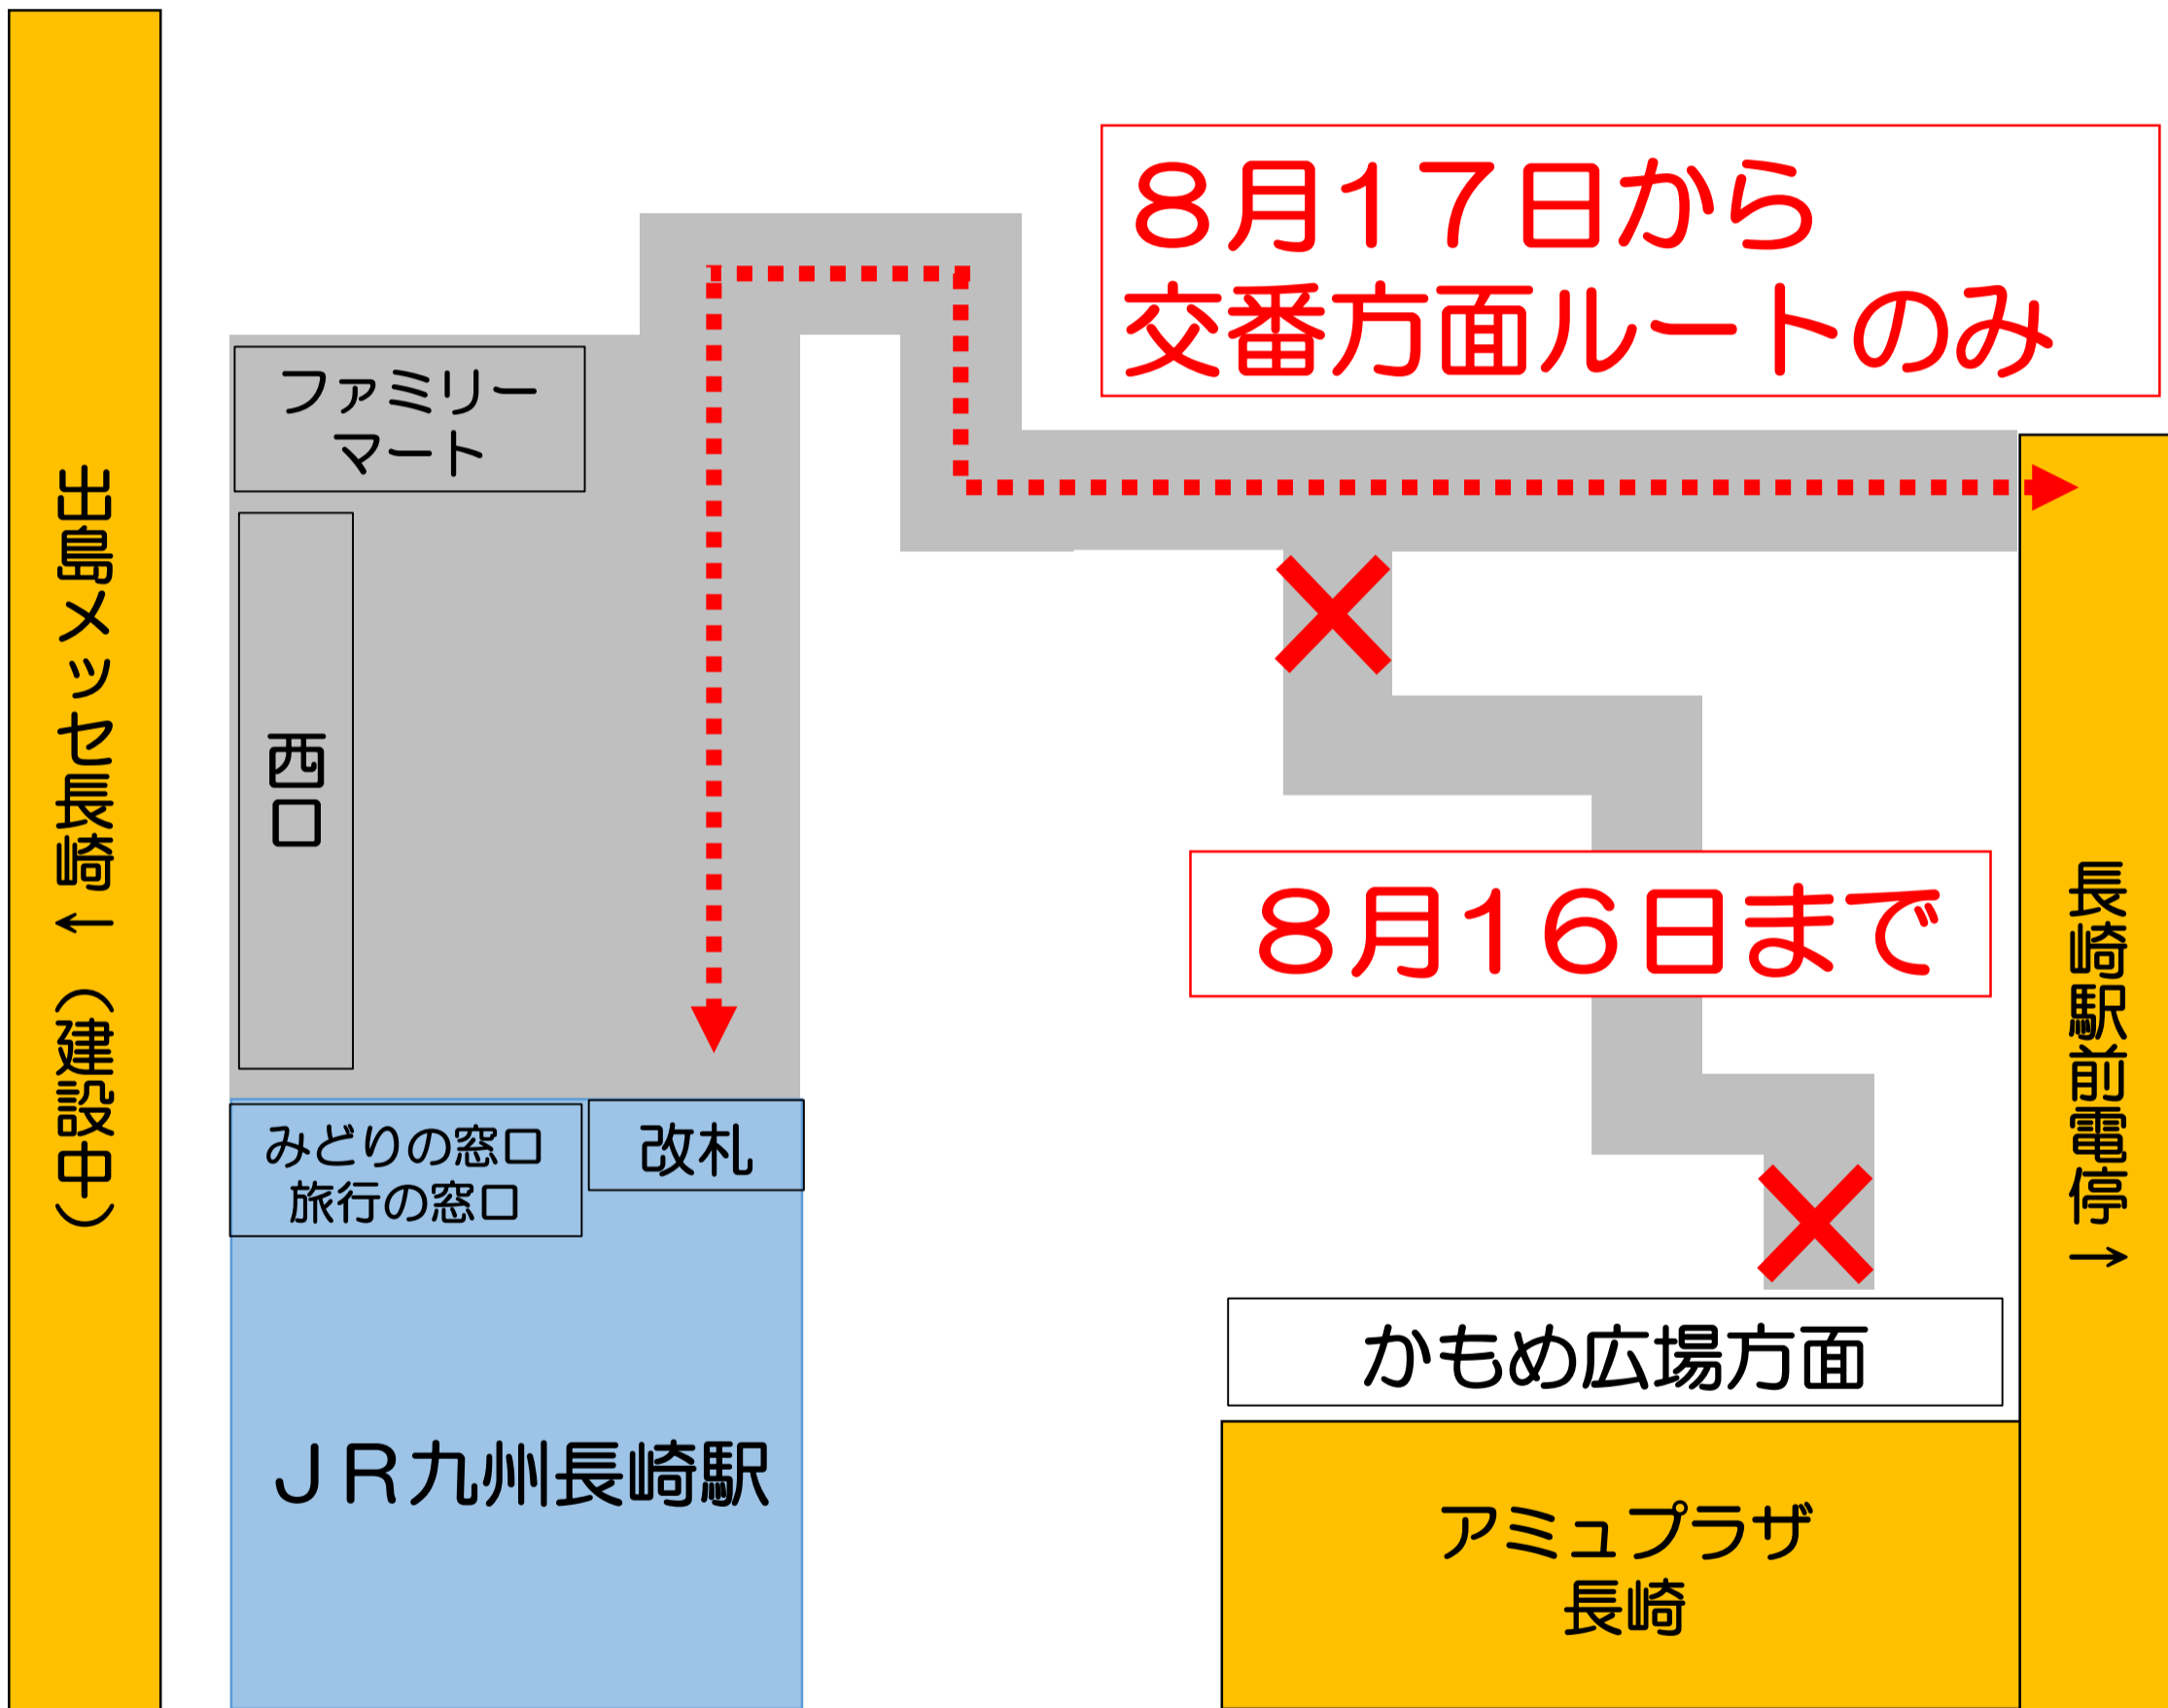 8月17日から
交番方面ルートのみ
ファミリー
マート
出島メッセ長崎← (建設中)
西口
8月16日まで
長崎駅前電停→
みどりの窓口
旅行の窓口
改札
かもめ広場方面
JR九州長崎駅
アミュプラザ
長崎